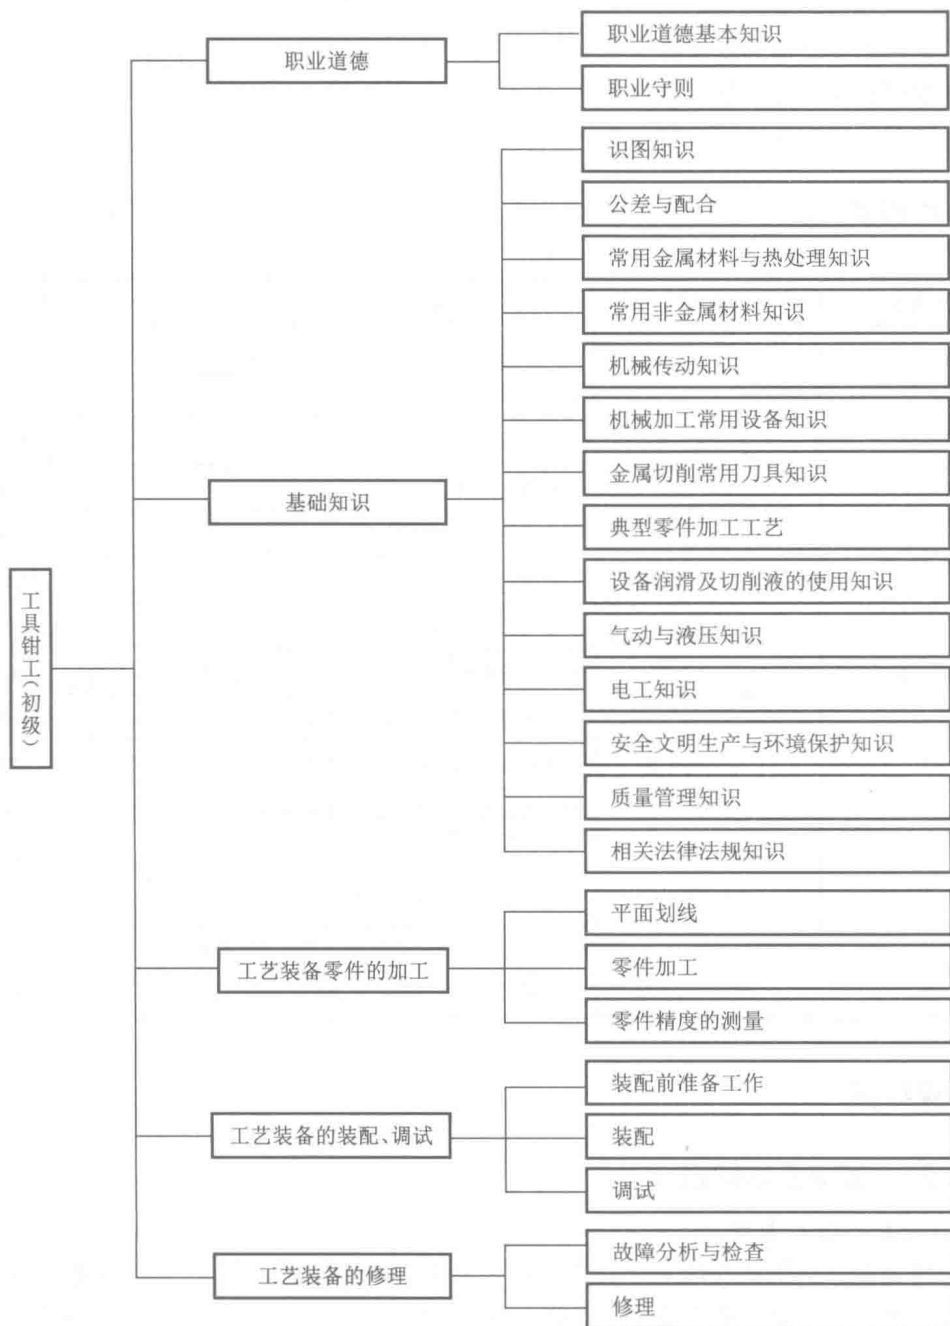 工具钳工(初级)
职业道德
职业道德基本知识
职业守则
基础知识
识图知识
公差与配合
常用金属材料与热处理知识
常用非金属材料知识
机械传动知识
机械加工常用设备知识
金属切削常用刀具知识
典型零件加工工艺
设备润滑及切削液的使用知识
气动与液压知识
电工知识
安全文明生产与环境保护知识
质量管理知识
相关法律法规知识
工艺装备零件的加工
平面划线
零件加工
零件精度的测量
工艺装备的装配、调试
装配前准备工作
装配
调试
工艺装备的修理
故障分析与检查
修理